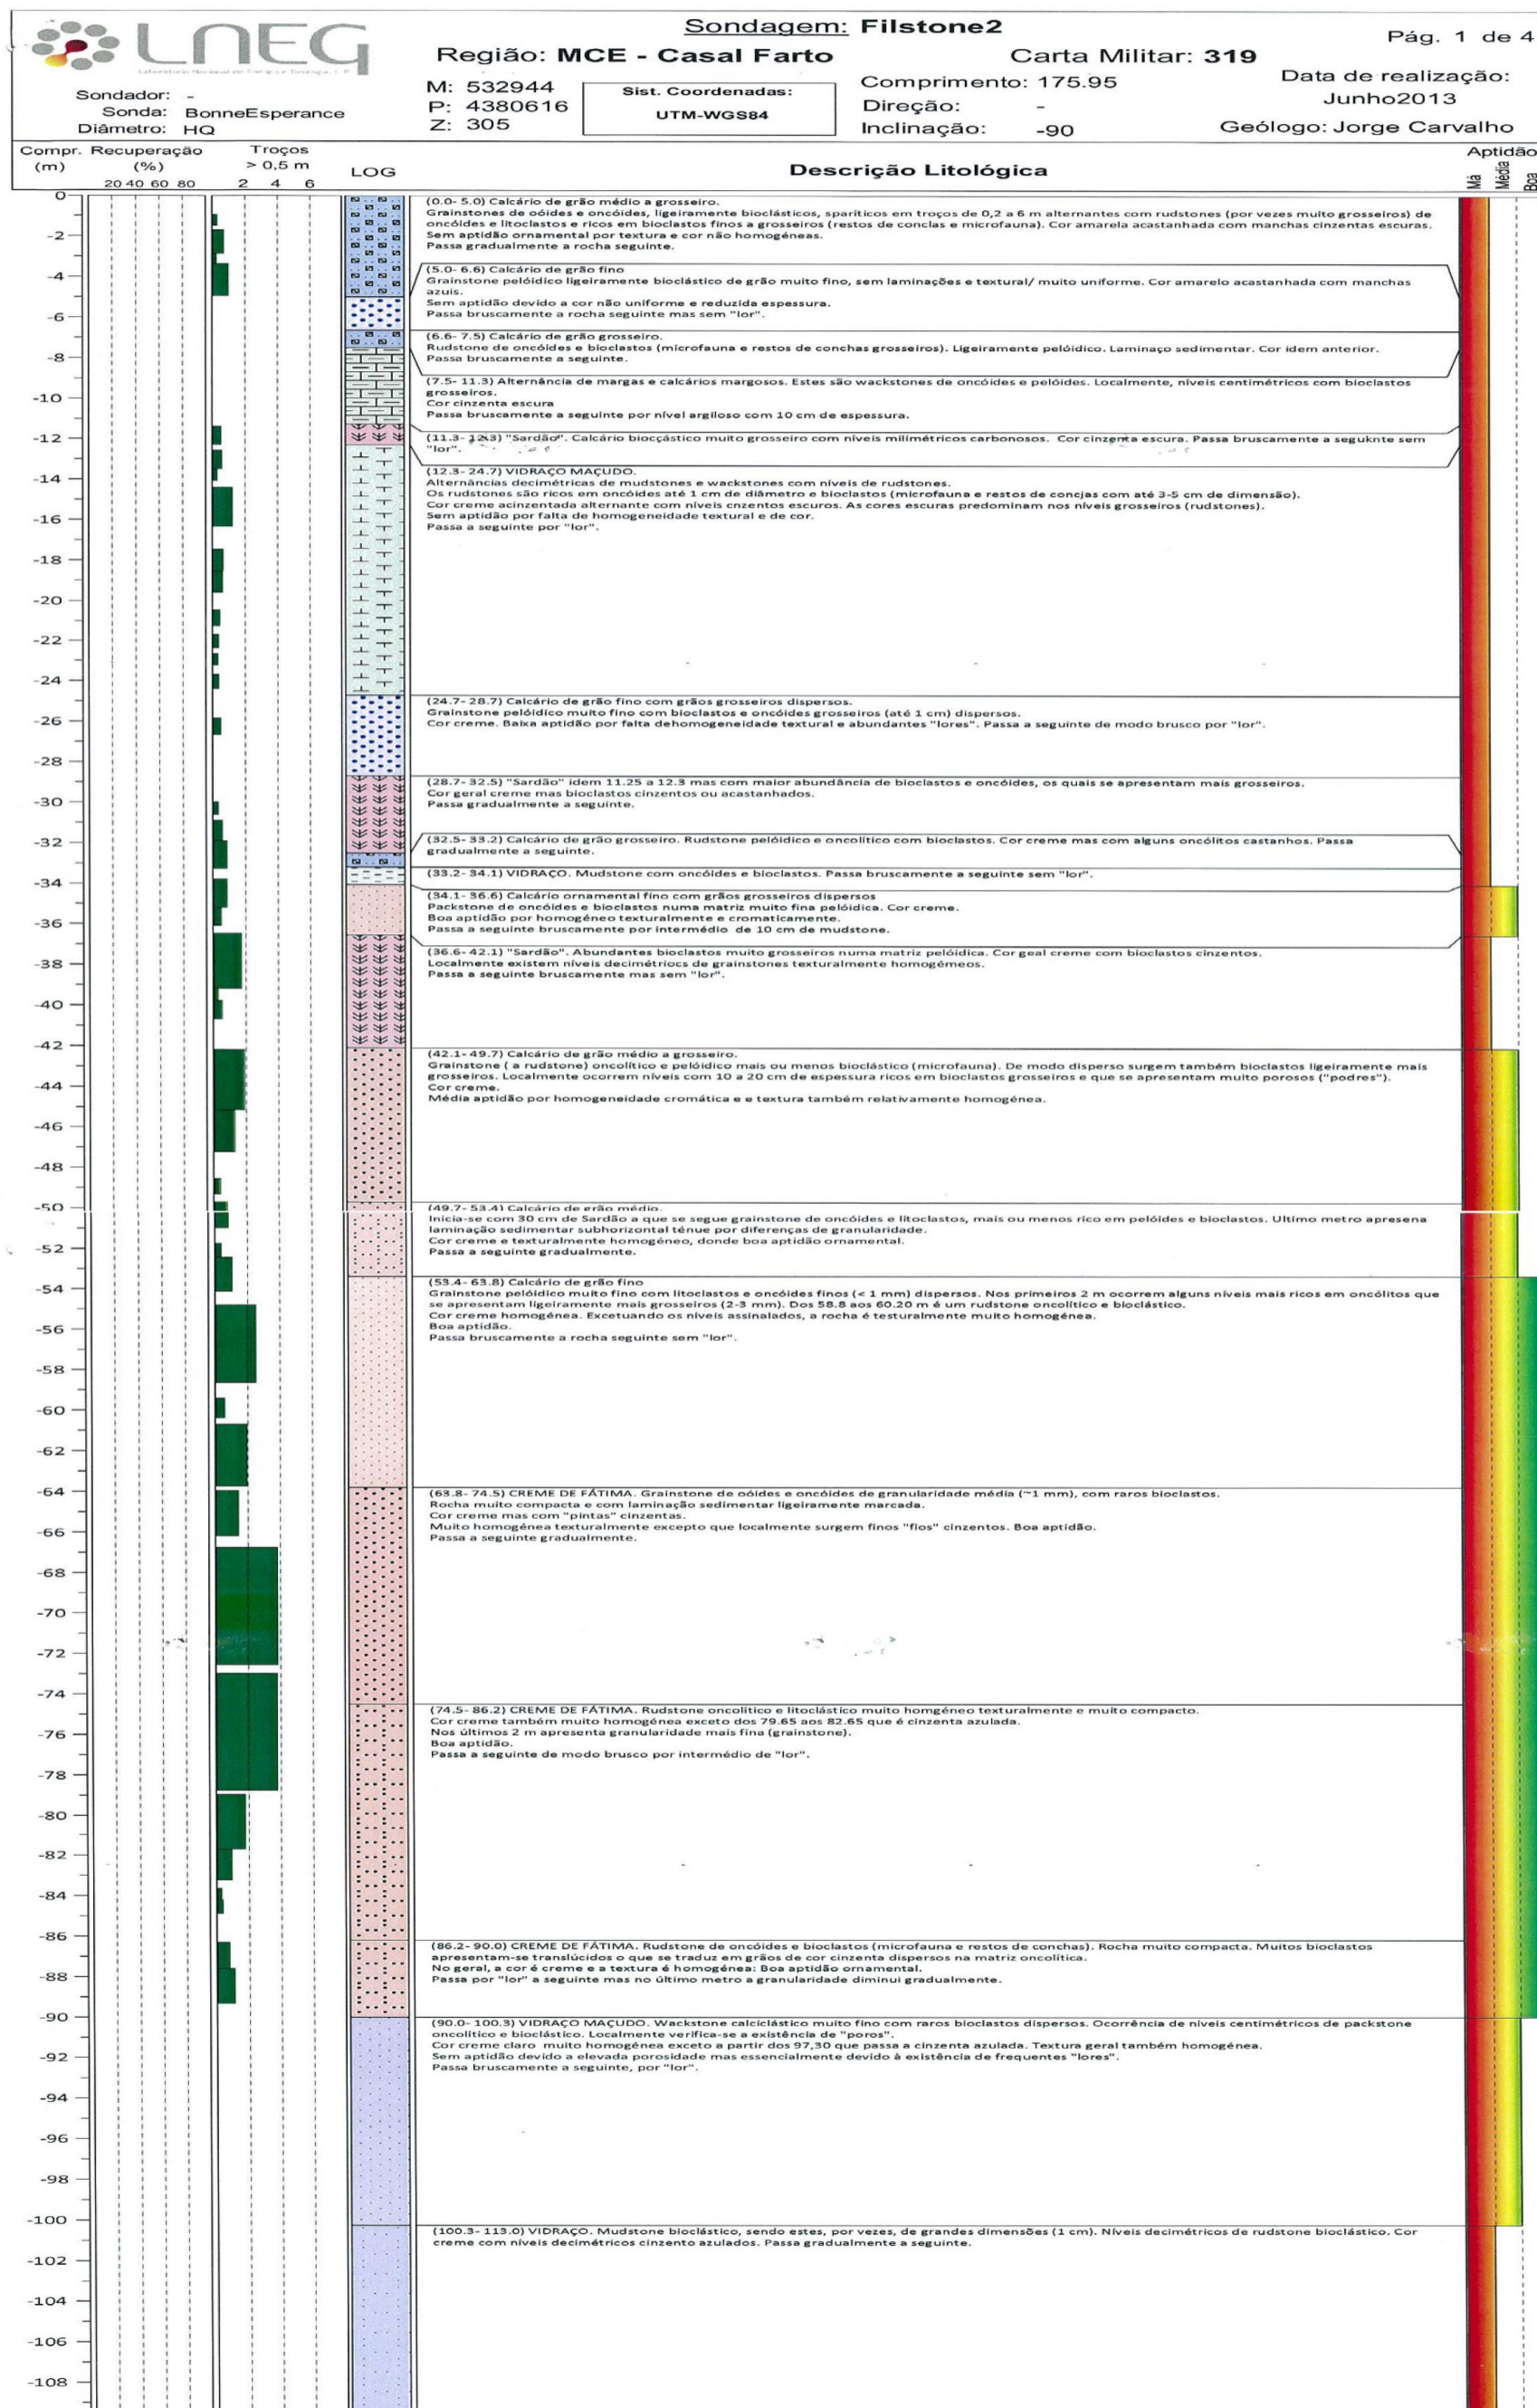 LNEG
Laboratório Nacional de Energia e Geologia, I. P.
Sondagem: Filstone2
Pág. 1 de 4
Região: MCE - Casal Farto
Carta Militar: 319
Sondador: -
Sonda: BonneEsperance
Diâmetro: HQ
M: 532944
P: 4380616
Z: 305
Sist. Coordenadas:
UTM-WGS84
Comprimento: 175.95
Direção: -
Inclinação: -90
Data de realização:
Junho2013
Geólogo: Jorge Carvalho
Compr. Recuperação Troços
(m) (%) > 0,5 m
20 40 60 80 2 4 6
LOG
Descrição Litológica
Aptidão
Má Média Boa
0
-2
-4
-6
-8
-10
-12
-14
-16
-18
-20
-22
-24
-26
-28
-30
-32
-34
-36
-38
-40
-42
-44
-46
-48
-50
-52
-54
-56
-58
-60
-62
-64
-66
-68
-70
-72
-74
-76
-78
-80
-82
-84
-86
-88
-90
-92
-94
-96
-98
-100
-102
-104
-106
-108
(0.0- 5.0) Calcário de grão médio a grosseiro.
Grainstones de oóides e oncóides, ligeiramente bioclásticos, sparíticos em troços de 0,2 a 6 m alternantes com rudstones (por vezes muito grosseiros) de
oncóides e litoclastos e ricos em bioclastos finos a grosseiros (restos de conclas e microfauna). Cor amarela acastanhada com manchas cinzentas escuras.
Sem aptidão ornamental por textura e cor não homogéneas.
Passa gradualmente a rocha seguinte.
(5.0- 6.6) Calcário de grão fino
Grainstone pelóidico ligeiramente bioclástico de grão muito fino, sem laminações e textural/ muito uniforme. Cor amarelo acastanhada com manchas
azuis.
Sem aptidão devido a cor não uniforme e reduzida espessura.
Passa bruscamente a rocha seguinte mas sem "lor".
(6.6- 7.5) Calcário de grão grosseiro.
Rudstone de oncóides e bioclastos (microfauna e restos de conchas grosseiros). Ligeiramente pelóidico. Laminaço sedimentar. Cor idem anterior.
Passa bruscamente a seguinte.
(7.5- 11.3) Alternância de margas e calcários margosos. Estes são wackstones de oncóides e pelóides. Localmente, níveis centimétricos com bioclastos
grosseiros.
Cor cinzenta escura
Passa bruscamente a seguinte por nível argiloso com 10 cm de espessura.
(11.3- 12.3) "Sardão". Calcário biocçástico muito grosseiro com níveis milimétricos carbonosos. Cor cinzenta escura. Passa bruscamente a seguknte sem
"lor".
(12.3- 24.7) VIDRAÇO MAÇUDO.
Alternâncias decimétricas de mudstones e wackstones com níveis de rudstones.
Os rudstones são ricos em oncóides até 1 cm de diâmetro e bioclastos (microfauna e restos de concjas com até 3-5 cm de dimensão).
Cor creme acinzentada alternante com níveis cnzentos escuros. As cores escuras predominam nos níveis grosseiros (rudstones).
Sem aptidão por falta de homogeneidade textural e de cor.
Passa a seguinte por "lor".
(24.7- 28.7) Calcário de grão fino com grãos grosseiros dispersos.
Grainstone pelóidico muito fino com bioclastos e oncóides grosseiros (até 1 cm) dispersos.
Cor creme. Baixa aptidão por falta dehomogeneidade textural e abundantes "lores". Passa a seguinte de modo brusco por "lor".
(28.7- 32.5) "Sardão" idem 11.25 a 12.3 mas com maior abundância de bioclastos e oncóides, os quais se apresentam mais grosseiros.
Cor geral creme mas bioclastos cinzentos ou acastanhados.
Passa gradualmente a seguinte.
(32.5- 33.2) Calcário de grão grosseiro. Rudstone pelóidico e oncolítico com bioclastos. Cor creme mas com alguns oncólitos castanhos. Passa
gradualmente a seguinte.
(33.2- 34.1) VIDRAÇO. Mudstone com oncóides e bioclastos. Passa bruscamente a seguinte sem "lor".
(34.1- 36.6) Calcário ornamental fino com grãos grosseiros dispersos
Packstone de oncóides e bioclastos numa matriz muito fina pelóidica. Cor creme.
Boa aptidão por homogéneo texturalmente e cromaticamente.
Passa a seguinte bruscamente por intermédio de 10 cm de mudstone.
(36.6- 42.1) "Sardão". Abundantes bioclastos muito grosseiros numa matriz pelóidica. Cor geal creme com bioclastos cinzentos.
Localmente existem níveis decimétriocs de grainstones texturalmente homogémeos.
Passa a seguinte bruscamente mas sem "lor".
(42.1- 49.7) Calcário de grão médio a grosseiro.
Grainstone ( a rudstone) oncolítico e pelóidico mais ou menos bioclástico (microfauna). De modo disperso surgem também bioclastos ligeiramente mais
grosseiros. Localmente ocorrem níveis com 10 a 20 cm de espessura ricos em bioclastos grosseiros e que se apresentam muito porosos ("podres").
Cor creme.
Média aptidão por homogeneidade cromática e e textura também relativamente homogénea.
(49.7- 53.4) Calcário de grão médio.
Inicia-se com 30 cm de Sardão a que se segue grainstone de oncóides e litoclastos, mais ou menos rico em pelóides e bioclastos. Ultimo metro apresena
laminação sedimentar subhorizontal ténue por diferenças de granularidade.
Cor creme e texturalmente homogéneo, donde boa aptidão ornamental.
Passa a seguinte gradualmente.
(53.4- 63.8) Calcário de grão fino
Grainstone pelóidico muito fino com litoclastos e oncóides finos (< 1 mm) dispersos. Nos primeiros 2 m ocorrem alguns níveis mais ricos em oncólitos que
se apresentam ligeiramente mais grosseiros (2-3 mm). Dos 58.8 aos 60.20 m é um rudstone oncolítico e bioclástico.
Cor creme homogénea. Excetuando os níveis assinalados, a rocha é testuralmente muito homogénea.
Boa aptidão.
Passa bruscamente a rocha seguinte sem "lor".
(63.8- 74.5) CREME DE FÁTIMA. Grainstone de oóides e oncóides de granularidade média (~1 mm), com raros bioclastos.
Rocha muito compacta e com laminação sedimentar ligeiramente marcada.
Cor creme mas com "pintas" cinzentas.
Muito homogénea texturalmente excepto que localmente surgem finos "fios" cinzentos. Boa aptidão.
Passa a seguinte gradualmente.
(74.5- 86.2) CREME DE FÁTIMA. Rudstone oncolítico e litoclástico muito homgéneo texturalmente e muito compacto.
Cor creme também muito homogénea exceto dos 79.65 aos 82.65 que é cinzenta azulada.
Nos últimos 2 m apresenta granularidade mais fina (grainstone).
Boa aptidão.
Passa a seguinte de modo brusco por intermédio de "lor".
(86.2- 90.0) CREME DE FÁTIMA. Rudstone de oncóides e bioclastos (microfauna e restos de conchas). Rocha muito compacta. Muitos bioclastos
apresentam-se translúcidos o que se traduz em grãos de cor cinzenta dispersos na matriz oncolítica.
No geral, a cor é creme e a textura é homogénea: Boa aptidão ornamental.
Passa por "lor" a seguinte mas no último metro a granularidade diminui gradualmente.
(90.0- 100.3) VIDRAÇO MAÇUDO. Wackstone calciclástico muito fino com raros bioclastos dispersos. Ocorrência de níveis centimétricos de packstone
oncolítico e bioclástico. Localmente verifica-se a existência de "poros".
Cor creme claro muito homogénea exceto a partir dos 97,30 que passa a cinzenta azulada. Textura geral também homogénea.
Sem aptidão devido a elevada porosidade mas essencialmente devido à existência de frequentes "lores".
Passa bruscamente a seguinte, por "lor".
(100.3- 113.0) VIDRAÇO. Mudstone bioclástico, sendo estes, por vezes, de grandes dimensões (1 cm). Níveis decimétricos de rudstone bioclástico. Cor
creme com níveis decimétricos cinzento azulados. Passa gradualmente a seguinte.